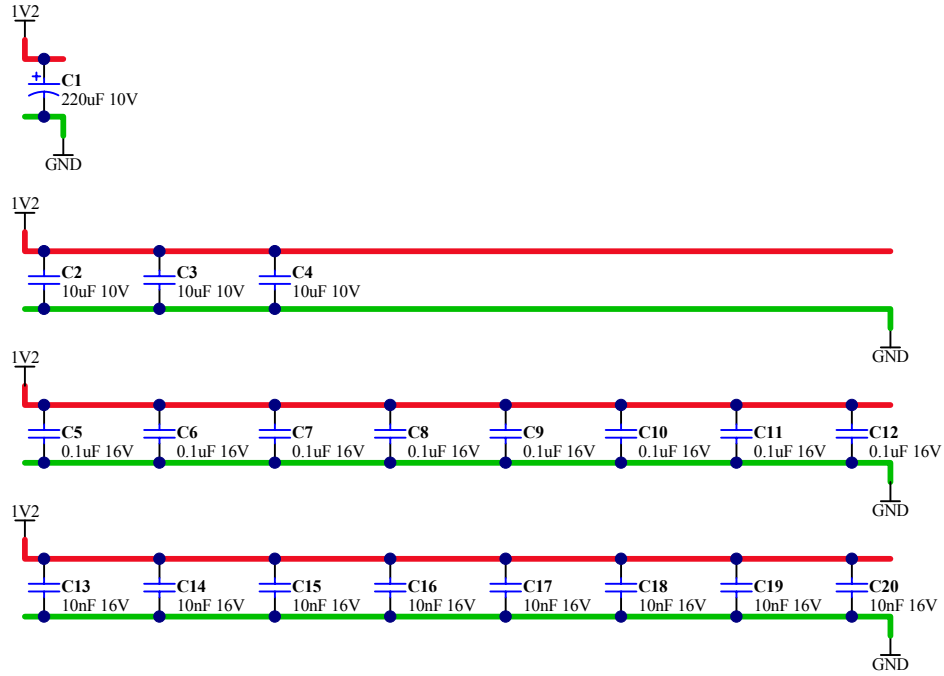 1V2
C1
220uF 10V
GND
1V2
C2 C3 C4
10uF 10V 10uF 10V 10uF 10V
GND
1V2
C5 C6 C7 C8 C9 C10 C11 C12
0.1uF 16V 0.1uF 16V 0.1uF 16V 0.1uF 16V 0.1uF 16V 0.1uF 16V 0.1uF 16V 0.1uF 16V
GND
1V2
C13 C14 C15 C16 C17 C18 C19 C20
10nF 16V 10nF 16V 10nF 16V 10nF 16V 10nF 16V 10nF 16V 10nF 16V 10nF 16V
GND